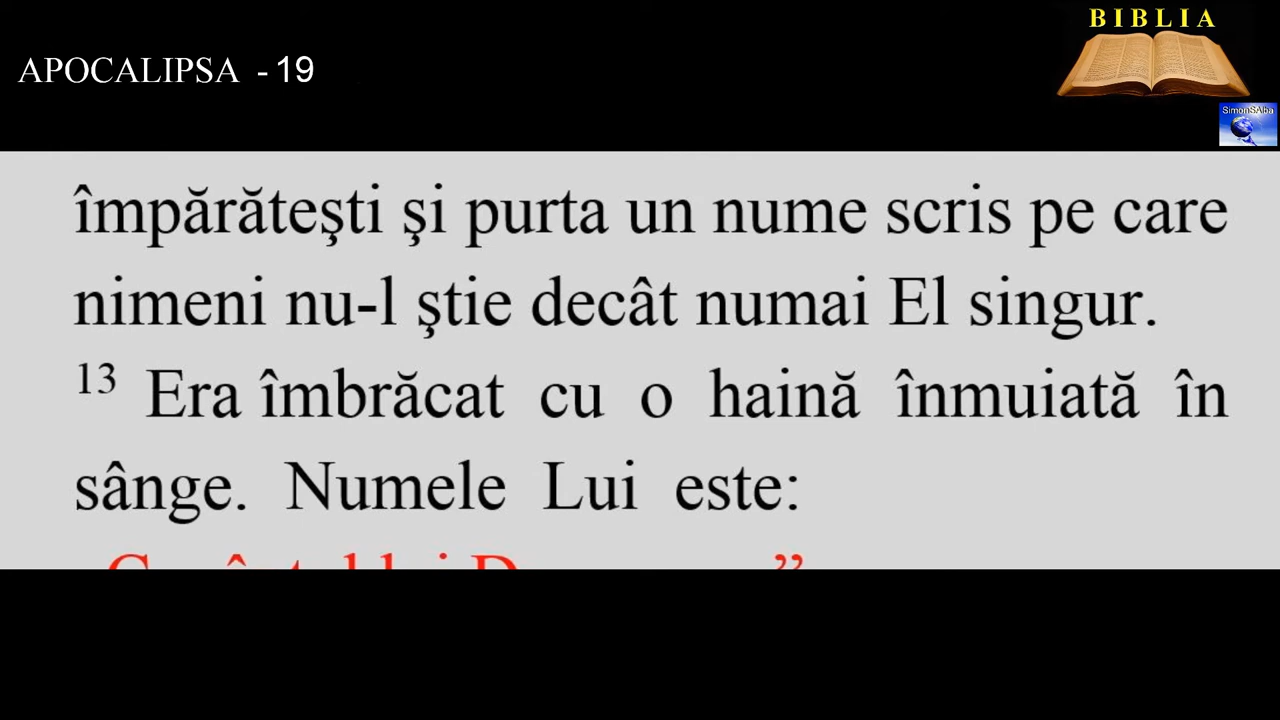 BIBLIA
APOCALIPSA - 19
SimonSAlba
împărăteşti şi purta un nume scris pe care
nimeni nu-l ştie decât numai El singur.
13 Era îmbrăcat cu o haină înmuiată în
sânge. Numele Lui este: